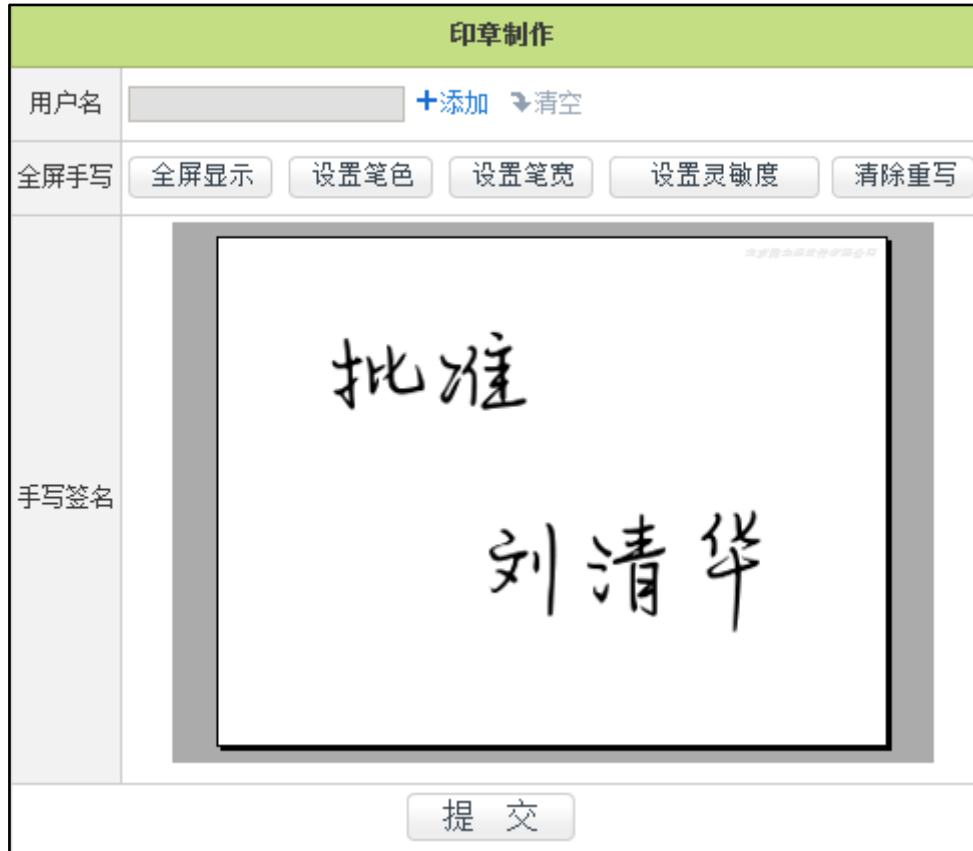 印章制作
用户名 +添加 清空
全屏手写 全屏显示 设置笔色 设置笔宽 设置灵敏度 清除重写
批准
手写签名
刘清华
提 交